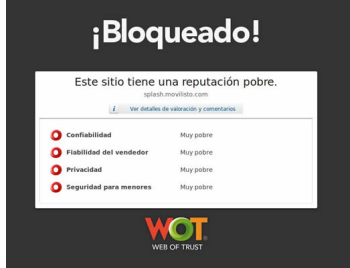 ¡Bloqueado!
Este sitio tiene una reputación pobre.
splash.movilisto.com
i Ver detalles de valoración y comentarios
Confiabilidad Muy pobre
Fiabilidad del vendedor Muy pobre
Privacidad Muy pobre
Seguridad para menores Muy pobre
WOT
WEB OF TRUST